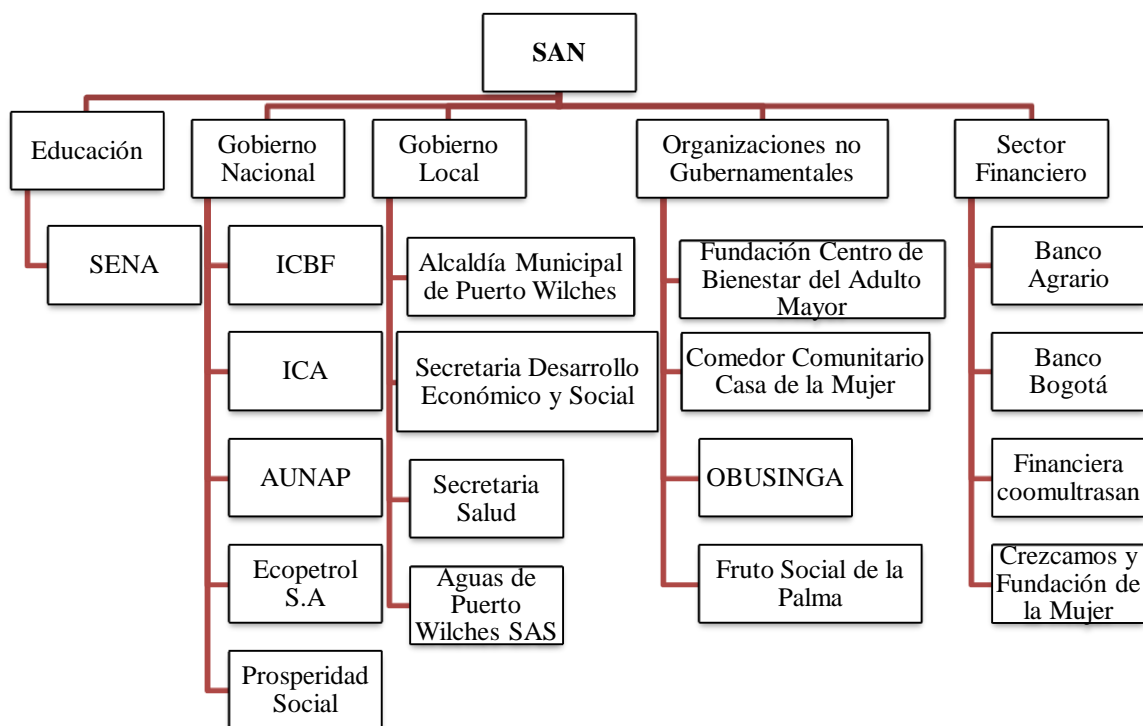 SAN
Educación
SENA
Gobierno
Nacional
ICBF
ICA
AUNAP
Ecopetrol
S.A
Prosperidad
Social
Gobierno
Local
Alcaldía Municipal
de Puerto Wilches
Secretaria Desarrollo
Económico y Social
Secretaria
Salud
Aguas de
Puerto
Wilches SAS
Organizaciones no
Gubernamentales
Fundación Centro de
Bienestar del Adulto
Mayor
Comedor Comunitario
Casa de la Mujer
OBUSINGA
Fruto Social de la
Palma
Sector
Financiero
Banco
Agrario
Banco
Bogotá
Financiera
coomultrasan
Crezcamos y
Fundación de
la Mujer